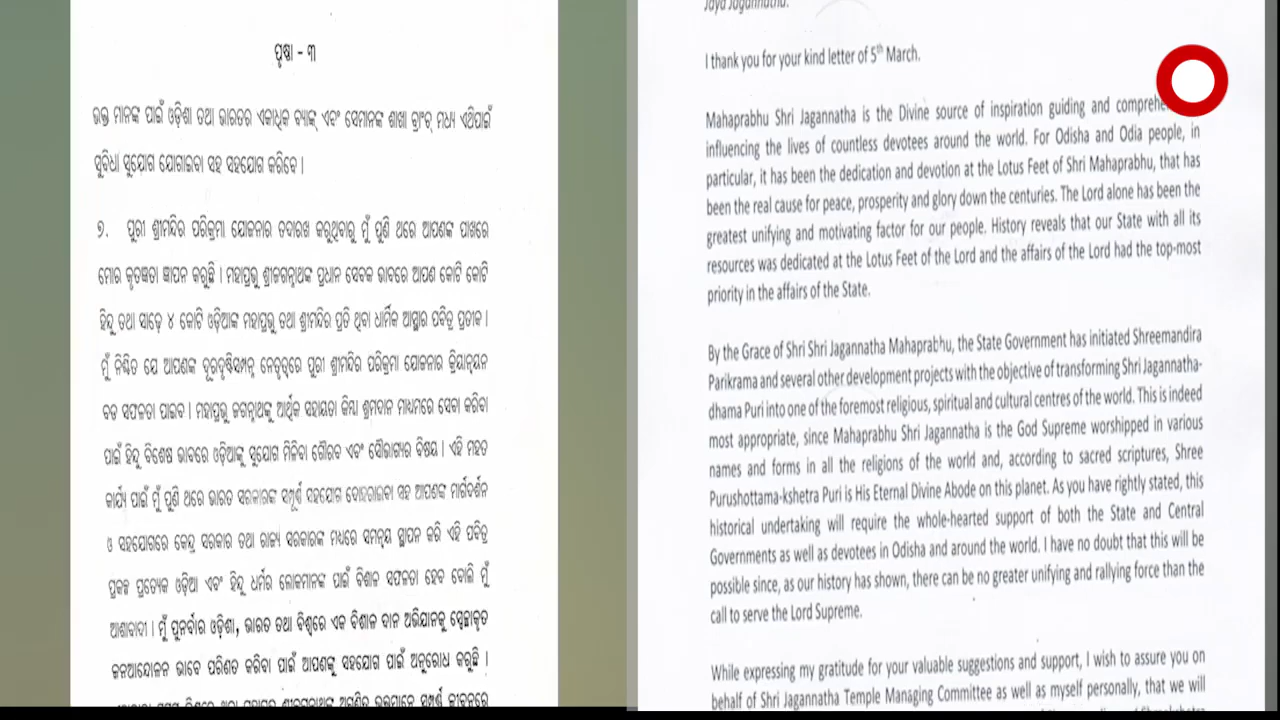 ପୃଷ୍ଠା - ୩
ଭକ୍ତ ମାନଙ୍କ ପାଇଁ ଓଡ଼ିଶା ତଥା ଭାରତର ଏକାଧିକ ବ୍ୟାଙ୍କ୍ ଏବଂ ସେମାନଙ୍କ ଶାଖା ବ୍ରାଂଚ୍ ମଧ୍ୟ ଏଥିପାଇଁ
ସୁବିଧା ସୁଯୋଗ ଯୋଗାଇବା ସହ ସହଯୋଗ କରିବେ ।
୭. ପୁରୀ ଶ୍ରୀମନ୍ଦିର ପରିକ୍ରମା ଯୋଜନାର ତଦାରଖ କରୁଥିବାରୁ ମୁଁ ପୁଣି ଥରେ ଆପଣଙ୍କ ପାଖରେ
ମୋର କୃତଜ୍ଞତା ଜ୍ଞାପନ କରୁଛି । ମହାପ୍ରଭୁ ଶ୍ରୀଜଗନ୍ନାଥଙ୍କ ପ୍ରଧାନ ସେବକ ଭାବରେ ଆପଣ କୋଟି କୋଟି
ହିନ୍ଦୁ ତଥା ସାଢ଼େ ୪ କୋଟି ଓଡ଼ିଆଙ୍କ ମହାପ୍ରଭୁ ତଥା ଶ୍ରୀମନ୍ଦିର ପ୍ରତି ଥିବା ଧାର୍ମିକ ଆସ୍ଥାର ପବିତ୍ର ପ୍ରତୀକ ।
ମୁଁ ନିଶ୍ଚିତ ଯେ ଆପଣଙ୍କ ଦୂରଦୃଷ୍ଟିସମ୍ପନ୍ନ ନେତୃତ୍ୱରେ ପୁରୀ ଶ୍ରୀମନ୍ଦିର ପରିକ୍ରମା ଯୋଜନାର କ୍ରିୟାନ୍ୱୟନ
ବଡ ସଫଳତା ପାଇବ । ମହାପ୍ରଭୁ ଜଗନ୍ନାଥଙ୍କୁ ଆର୍ଥିକ ସହାୟତା କିମ୍ବା ଶ୍ରମଦାନ ମାଧ୍ୟମରେ ସେବା କରିବା
ପାଇଁ ହିନ୍ଦୁ ବିଶେଷ ଭାବରେ ଓଡ଼ିଆଙ୍କୁ ସୁଯୋଗ ମିଳିବା ଗୌରବ ଏବଂ ସୌଭାଗ୍ୟର ବିଷୟ । ଏହି ମହତ
କାର୍ଯ୍ୟ ପାଇଁ ମୁଁ ପୁଣି ଥରେ ଭାରତ ସରକାରଙ୍କ ସମ୍ପୂର୍ଣ୍ଣ ସହଯୋଗ ଦୋହରାଇବା ସହ ଆପଣଙ୍କ ମାର୍ଗଦର୍ଶନ
ଓ ସହଯୋଗରେ କେନ୍ଦ୍ର ସରକାର ତଥା ରାଜ୍ୟ ସରକାରଙ୍କ ମଧ୍ୟରେ ସମନ୍ୱୟ ସ୍ଥାପନ କରି ଏହି ପବିତ୍ର
ପ୍ରକଳ୍ପ ପ୍ରତ୍ୟେକ ଓଡ଼ିଆ ଏବଂ ହିନ୍ଦୁ ଧର୍ମର ଲୋକମାନଙ୍କ ପାଇଁ ବିଶାଳ ସଫଳତା ହେବ ବୋଲି ମୁଁ
ଆଶାବାଦୀ । ମୁଁ ପୁନର୍ବାର ଓଡ଼ିଶା, ଭାରତ ତଥା ବିଶ୍ୱରେ ଏକ ବିଶାଳ ଦାନ ଅଭିଯାନକୁ ସ୍ୱେଚ୍ଛାକୃତ
ଜନଆନ୍ଦୋଳନ ଭାବେ ପରିଣତ କରିବା ପାଇଁ ଆପଣଙ୍କୁ ସହଯୋଗ ପାଇଁ ଅନୁରୋଧ କରୁଛି ।
Jaya Jagannatha.
I thank you for your kind letter of 5th March.
Mahaprabhu Shri Jagannatha is the Divine source of inspiration guiding and
influencing the lives of countless devotees around the world. For Odisha and Odia people, in
particular, it has been the dedication and devotion at the Lotus Feet of Shri Mahaprabhu, that has
been the real cause for peace, prosperity and glory down the centuries. The Lord alone has been the
greatest unifying and motivating factor for our people. History reveals that our State with all its
resources was dedicated at the Lotus Feet of the Lord and the affairs of the Lord had the top-most
priority in the affairs of the State.
By the Grace of Shri Shri Jagannatha Mahaprabhu, the State Government has initiated Shreemandira
Parikrama and several other development projects with the objective of transforming Shri Jagannatha-
dhama Puri into one of the foremost religious, spiritual and cultural centres of the world. This is indeed
most appropriate, since Mahaprabhu Shri Jagannatha is the God Supreme worshipped in various
names and forms in all the religions of the world and, according to sacred scriptures, Shree
Purushottama-kshetra Puri is His Eternal Divine Abode on this planet. As you have rightly stated, this
historical undertaking will require the whole-hearted support of both the State and Central
Governments as well as devotees in Odisha and around the world. I have no doubt that this will be
possible since, as our history has shown, there can be no greater unifying and rallying force than the
call to serve the Lord Supreme.
While expressing my gratitude for your valuable suggestions and support, I wish to assure you on
behalf of Shri Jagannatha Temple Managing Committee as well as myself personally, that we will